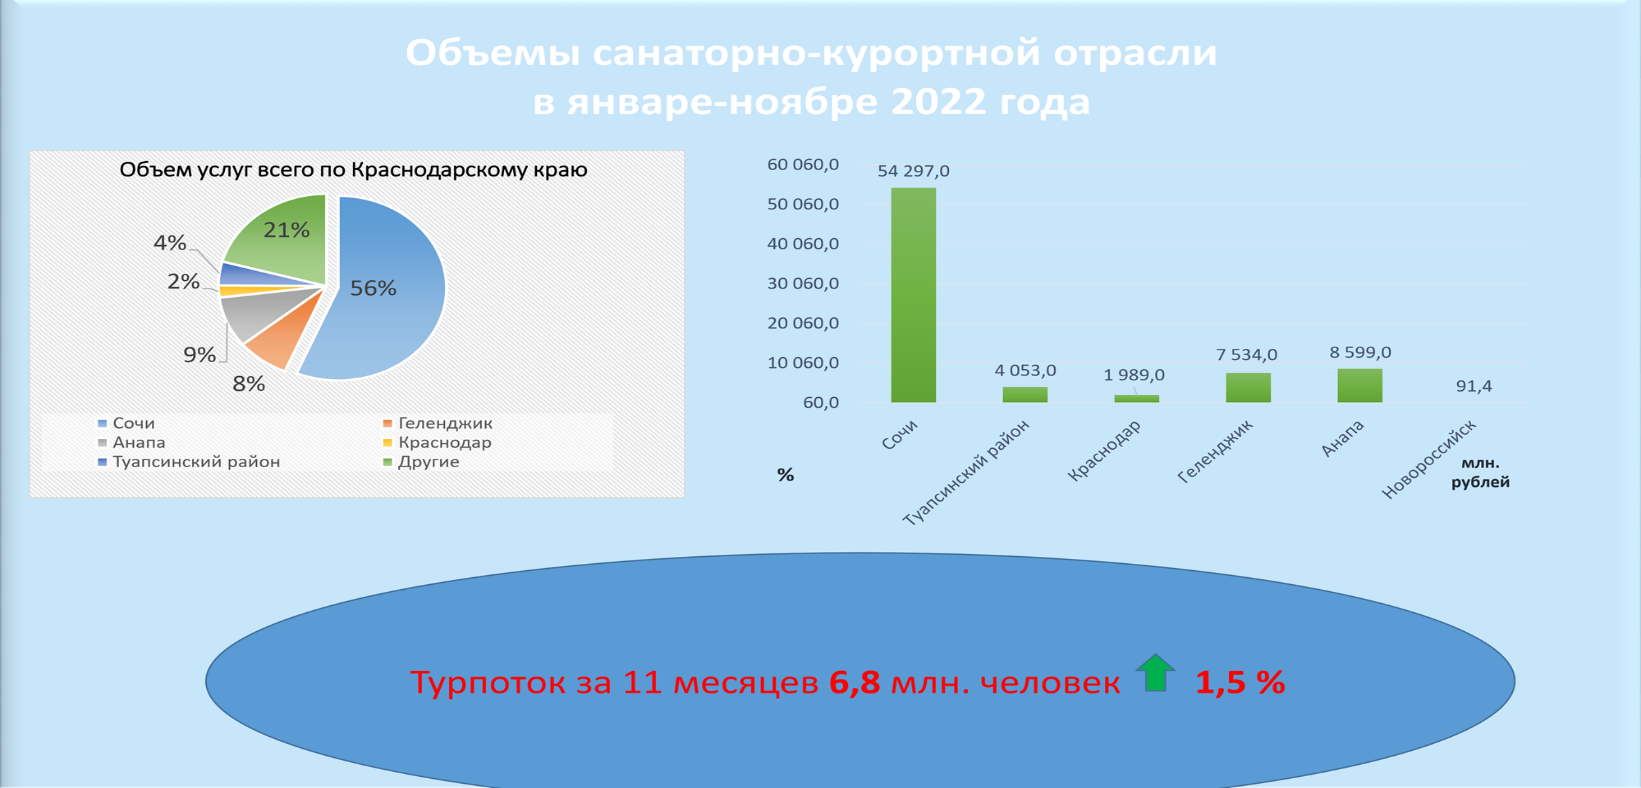 Объемы санаторно-курортной отрасли
в январе-ноябре 2022 года
Объем услуг всего по Краснодарскому краю
21%
4%
2%
56%
9%
8%
Сочи
Геленджик
Анапа
Краснодар
Туапсинский район
Другие
60 060,0
50 060,0
40 060,0
30 060,0
20 060,0
10 060,0
60,0
54 297,0
4 053,0
1 989,0
7 534,0
8 599,0
91,4
Сочи
Туапсинский район
Краснодар
Геленджик
Анапа
Новороссийск
%
млн.
рублей
Турпоток за 11 месяцев 6,8 млн. человек 1,5 %